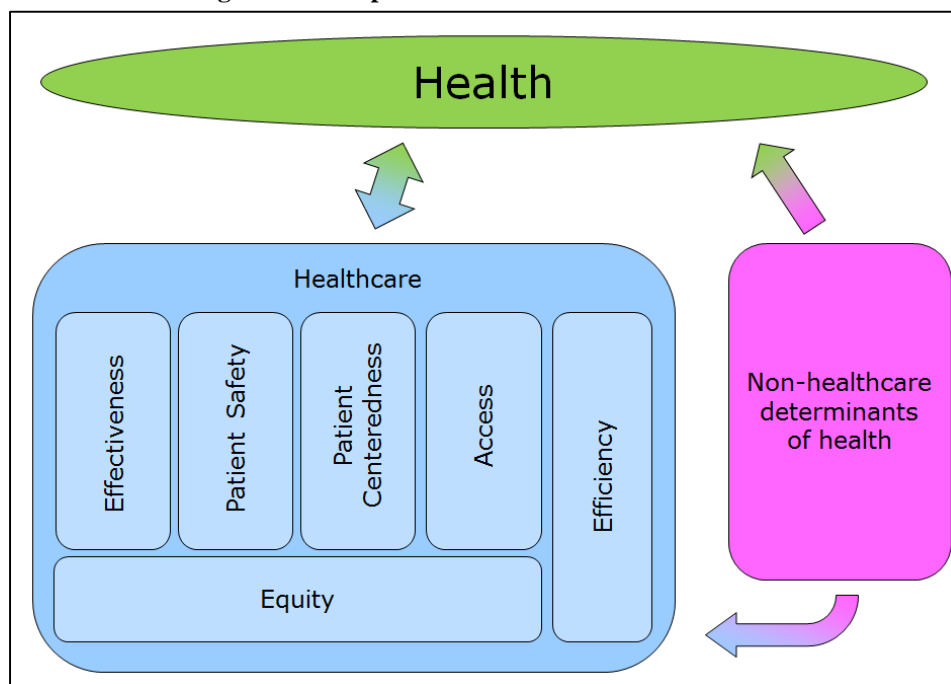 Health
Healthcare
Effectiveness
Patient Safety
Patient
Centeredness
Access
Efficiency
Equity
Non-healthcare
determinants
of health